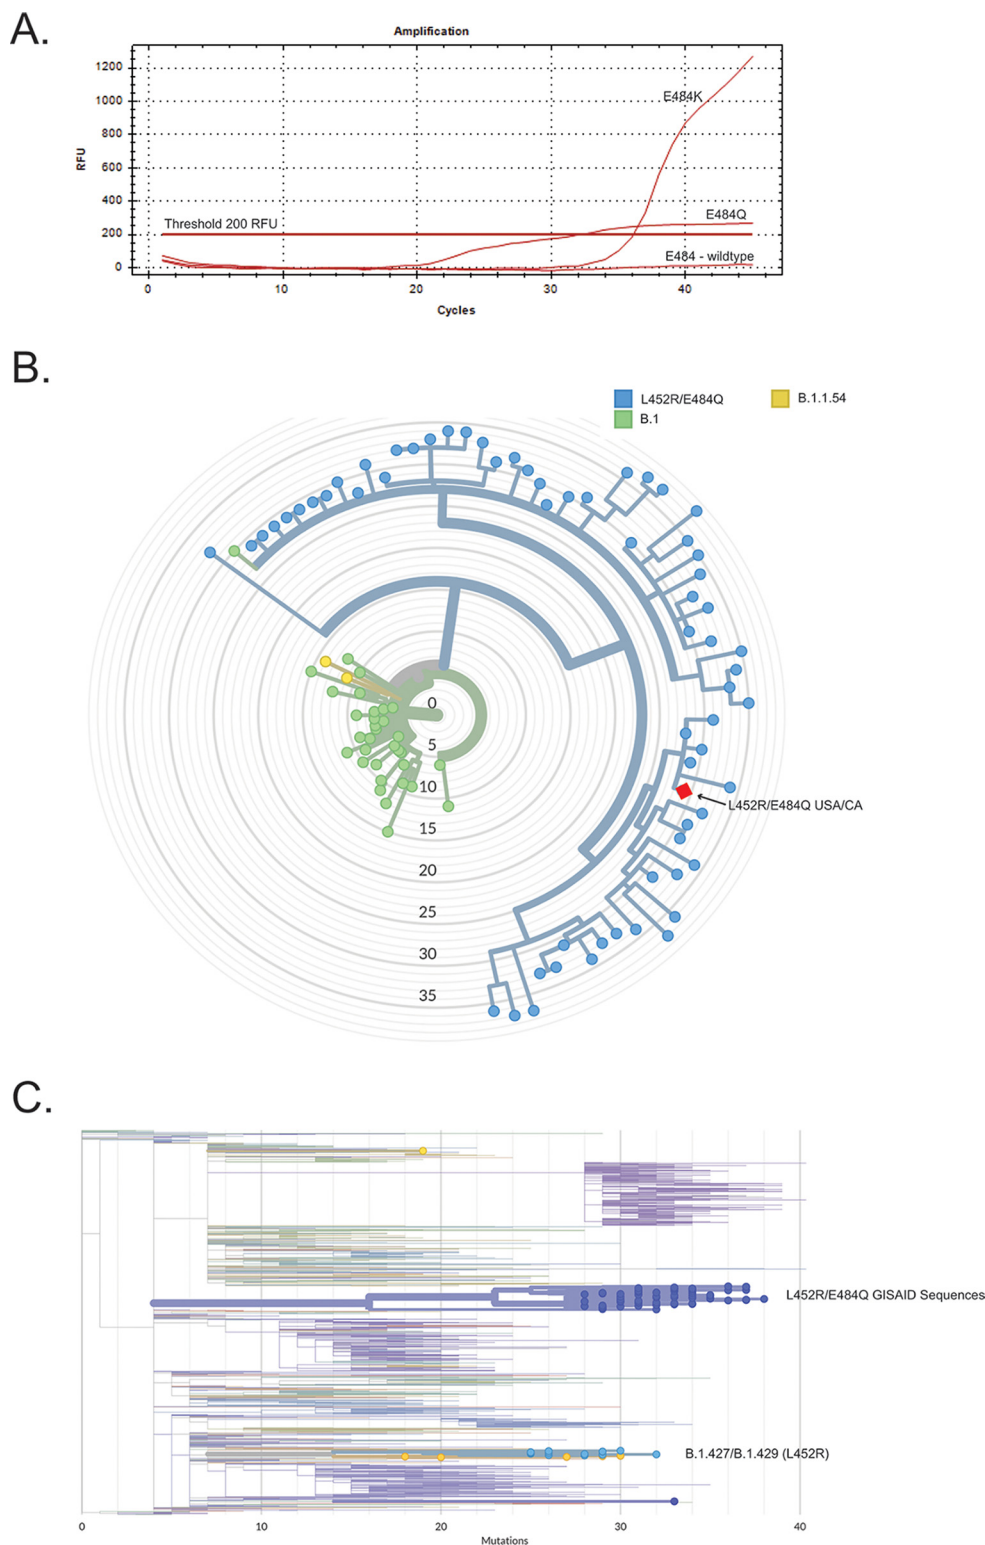 A.
Amplification
1200
1000
800
600
400
200
0
RFU
E484K
Threshold 200 RFU
E484Q
E484 - wildtype
0 10 20 30 40
Cycles
B.
L452R/E484Q
B.1.1.54
B.1
0
5
10
15
20
25
30
35
L452R/E484Q USA/CA
C.
L452R/E484Q GISAID Sequences
B.1.427/B.1.429 (L452R)
0 10 20 30 40
Mutations